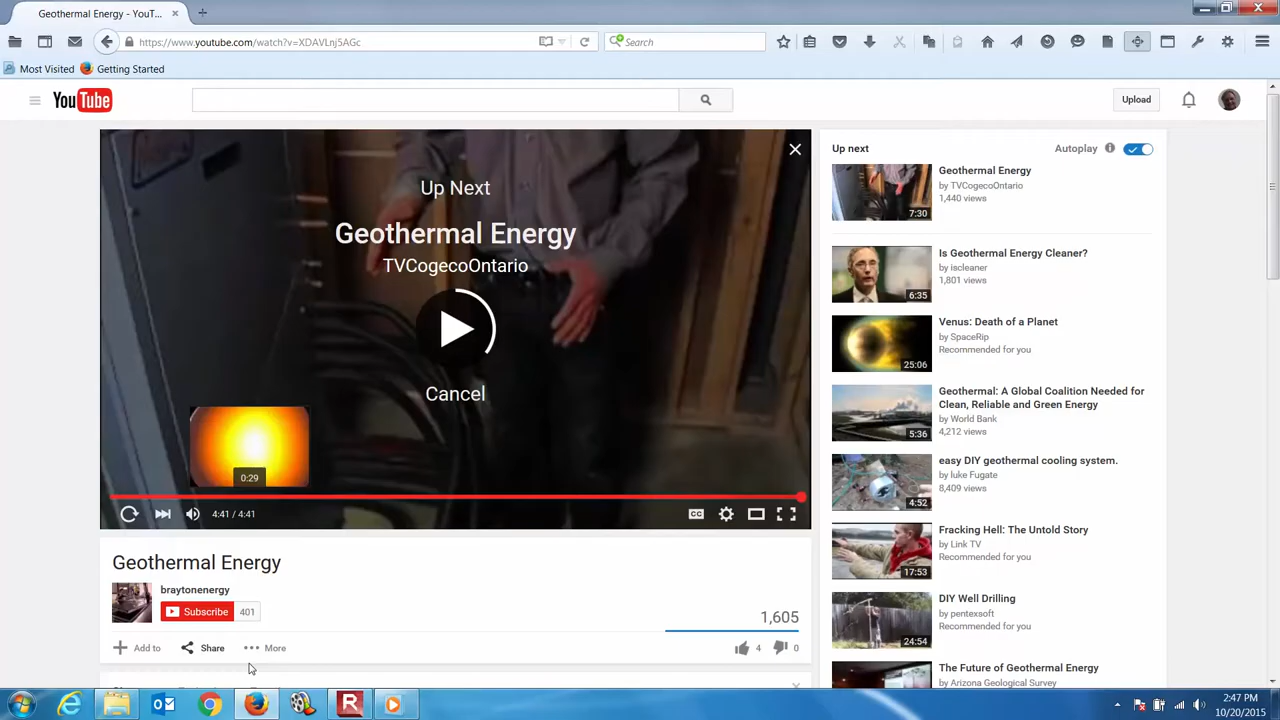 Geothermal Energy - YouT...
https://www.youtube.com/watch?v=XDAVLnj5AGc
Search
Most Visited
Getting Started
YouTube
Upload
Up Next
Geothermal Energy
TVCogecoOntario
Cancel
0:29
4:41 / 4:41
CC
Geothermal Energy
braytonenergy
Subscribe 401
1,605
Add to
Share
More
4
0
Up next
Autoplay
Geothermal Energy
by TVCogecoOntario
1,440 views
7:30
Is Geothermal Energy Cleaner?
by iscleaner
1,801 views
6:35
Venus: Death of a Planet
by SpaceRip
Recommended for you
25:06
Geothermal: A Global Coalition Needed for
Clean, Reliable and Green Energy
by World Bank
4,212 views
5:36
easy DIY geothermal cooling system.
by luke Fugate
8,409 views
4:52
Fracking Hell: The Untold Story
by Link TV
Recommended for you
17:53
DIY Well Drilling
by pentexsoft
Recommended for you
24:54
The Future of Geothermal Energy
by Arizona Geological Survey
2:47 PM
10/20/2015